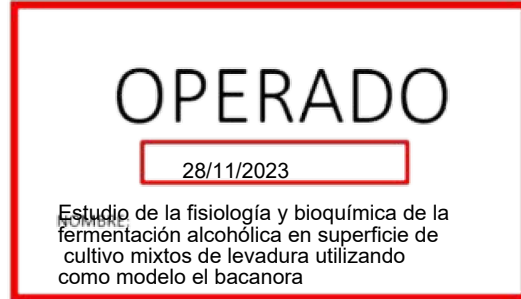 OPERADO
28/11/2023
NOMBRE:
Estudio de la fisiología y bioquímica de la
fermentación alcohólica en superficie de
cultivo mixtos de levadura utilizando
como modelo el bacanora